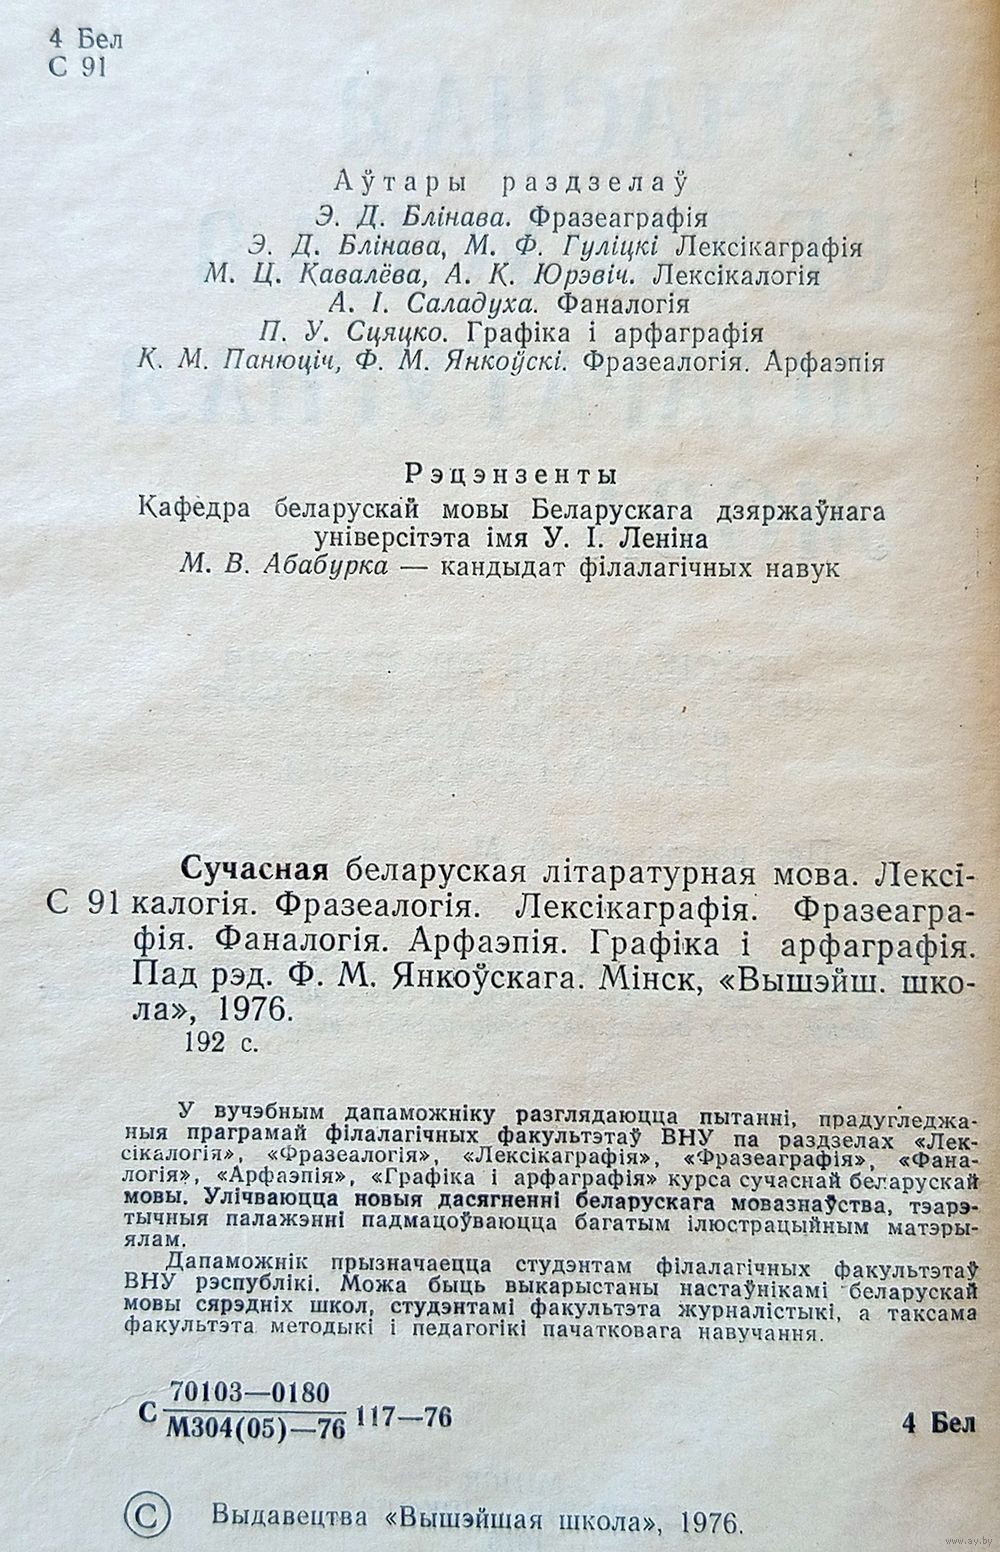 4 Бел
С 91
Аўтары раздзелаў
Э. Д. Блінава. Фразеаграфія
Э. Д. Блінава, М. Ф. Гуліцкі Лексікаграфія
М. Ц. Кавалёва, А. К. Юрэвіч. Лексікалогія
А. І. Саладуха. Фаналогія
П. У. Сцяцко. Графіка і арфаграфія
К. М. Панюціч, Ф. М. Янкоўскі. Фразеалогія. Арфаэпія
Рэцэнзенты
Кафедра беларускай мовы Беларускага дзяржаўнага
універсітэта імя У. І. Леніна
М. В. Абабурка — кандыдат філалагічных навук
Сучасная беларуская літаратурная мова. Лексі-
С 91 калогія. Фразеалогія. Лексікаграфія. Фразеагра-
фія. Фаналогія. Арфаэпія. Графіка і арфаграфія.
Пад рэд. Ф. М. Янкоўскага. Мінск, «Вышэйш. шко-
ла», 1976.
192 с.
У вучэбным дапаможніку разглядаюцца пытанні, прадугледжа-
ныя праграмай філалагічных факультэтаў ВНУ па раздзелах «Лек-
сікалогія», «Фразеалогія», «Лексікаграфія», «Фразеаграфія», «Фана-
логія», «Арфаэпія», «Графіка і арфаграфія» курса сучаснай беларускай
мовы. Улічваюцца новыя дасягненні беларускага мовазнаўства, тэарэ-
тычныя палажэнні падмацоўваюцца багатым ілюстрацыйным матэры-
ялам.
Дапаможнік прызначаецца студэнтам філалагічных факультэтаў
ВНУ рэспублікі. Можа быць выкарыстаны настаўнікамі беларускай
мовы сярэдніх школ, студэнтамі факультэта журналістыкі, а таксама
факультэта методыкі і педагогікі пачатковага навучання.
70103—0180
С 117—76
М304(05)—76
4 Бел
© Выдавецтва «Вышэйшая школа», 1976.
www.ay.by